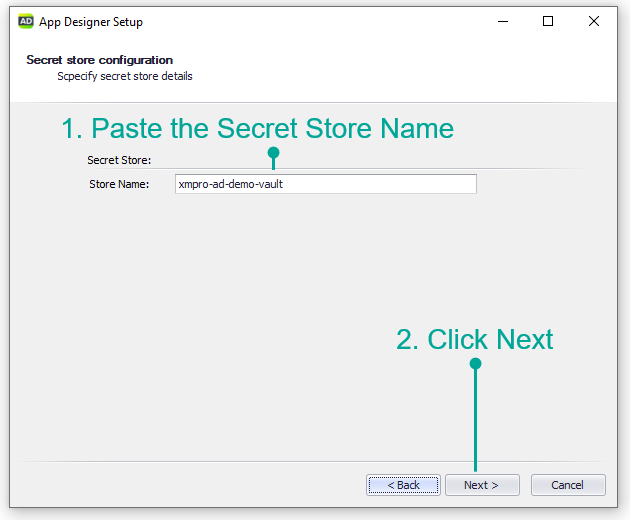 AD App Designer Setup
Secret store configuration
Scpecify secret store details
1. Paste the Secret Store Name
Secret Store:
Store Name: xmpro-ad-demo-vault
2. Click Next
< Back Next > Cancel